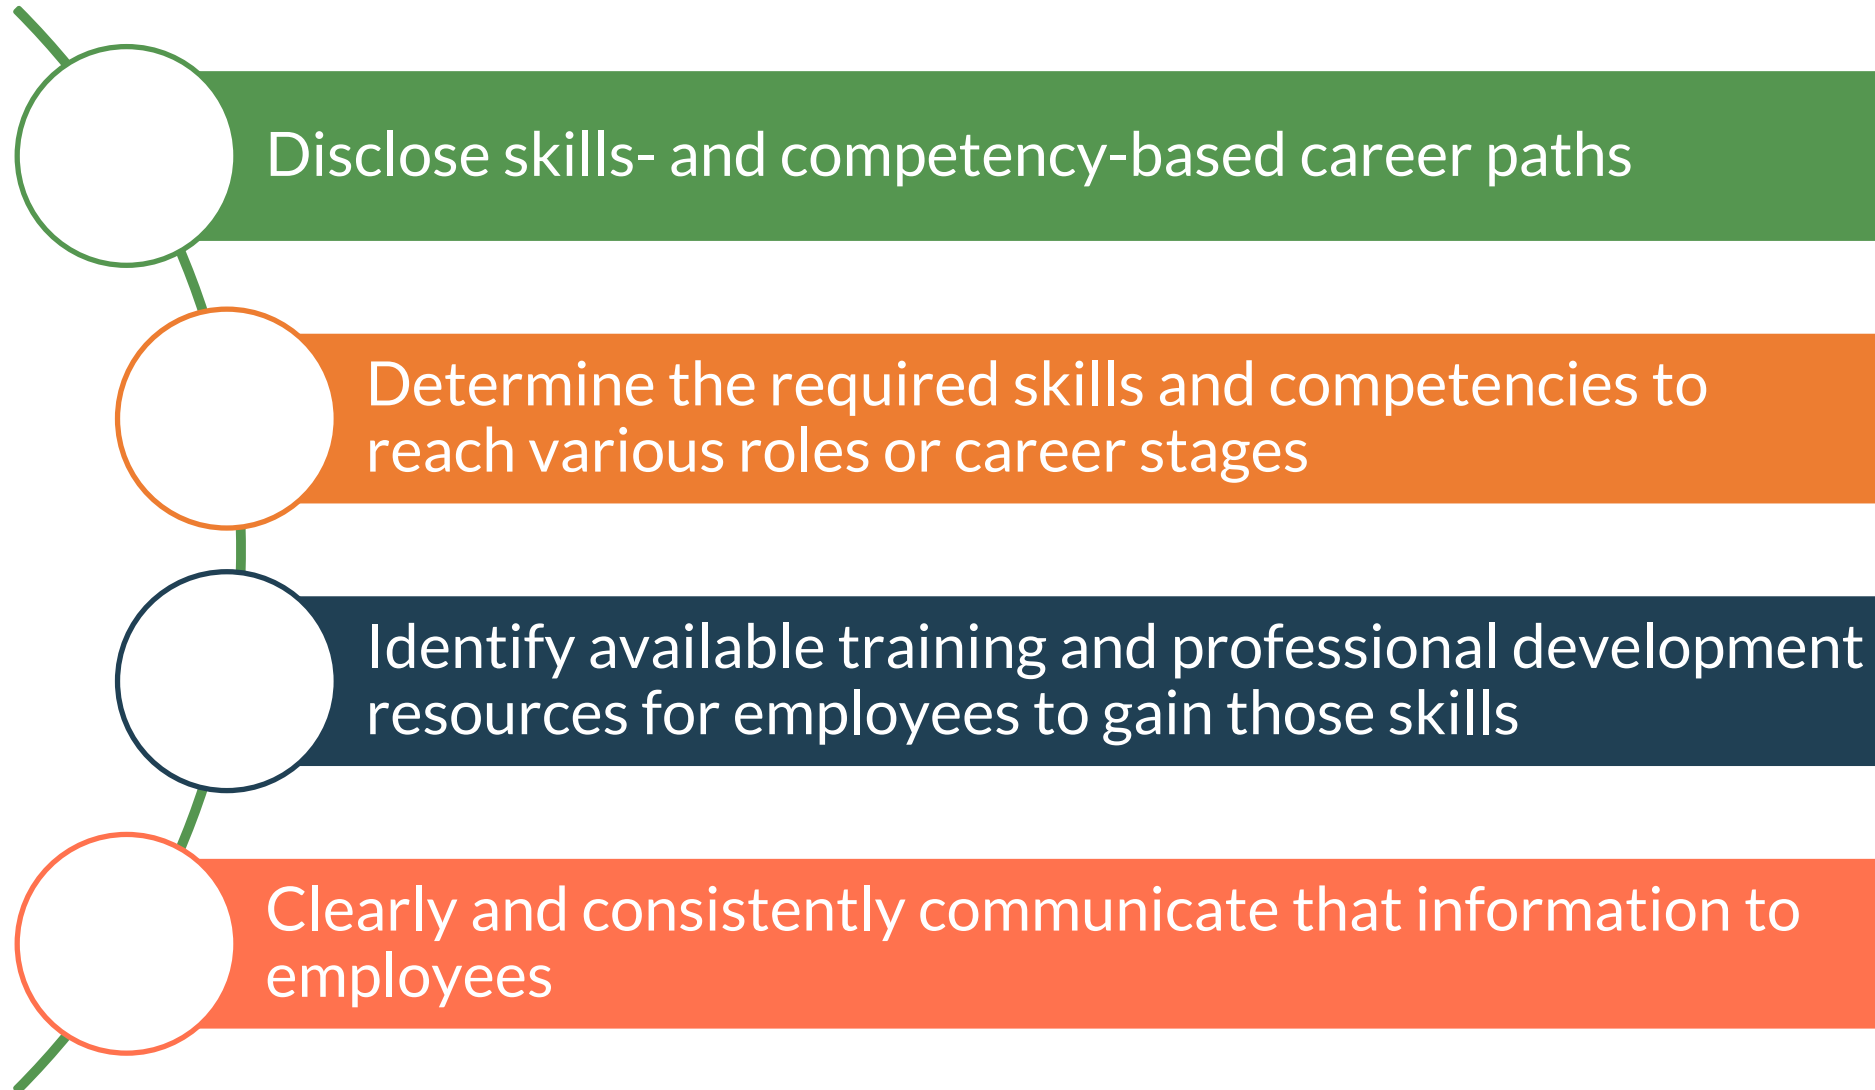 Disclose skills- and competency-based career paths
Determine the required skills and competencies to
reach various roles or career stages
Identify available training and professional development
resources for employees to gain those skills
Clearly and consistently communicate that information to
employees